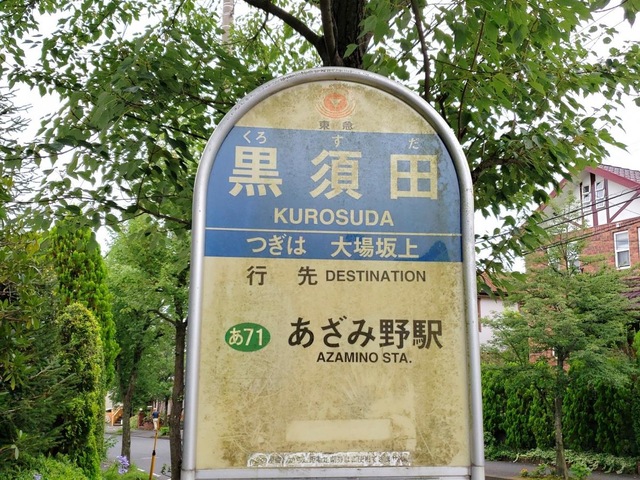 東急
くろ す だ
黒須田
KUROSUDA
つぎは 大場坂上
行先 DESTINATION
あ71 あざみ野駅
AZAMINO STA.